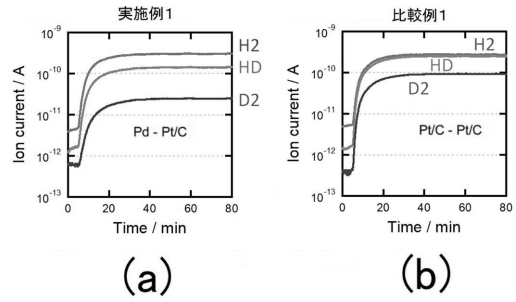 実施例1
10⁻⁹
10⁻¹⁰
10⁻¹¹
10⁻¹²
10⁻¹³
Ion current / A
H2
HD
D2
Pd - Pt/C
0 20 40 60 80
Time / min
(a)
比較例1
10⁻⁹
10⁻¹⁰
10⁻¹¹
10⁻¹²
10⁻¹³
Ion current / A
H2
HD
D2
Pt/C - Pt/C
0 20 40 60 80
Time / min
(b)